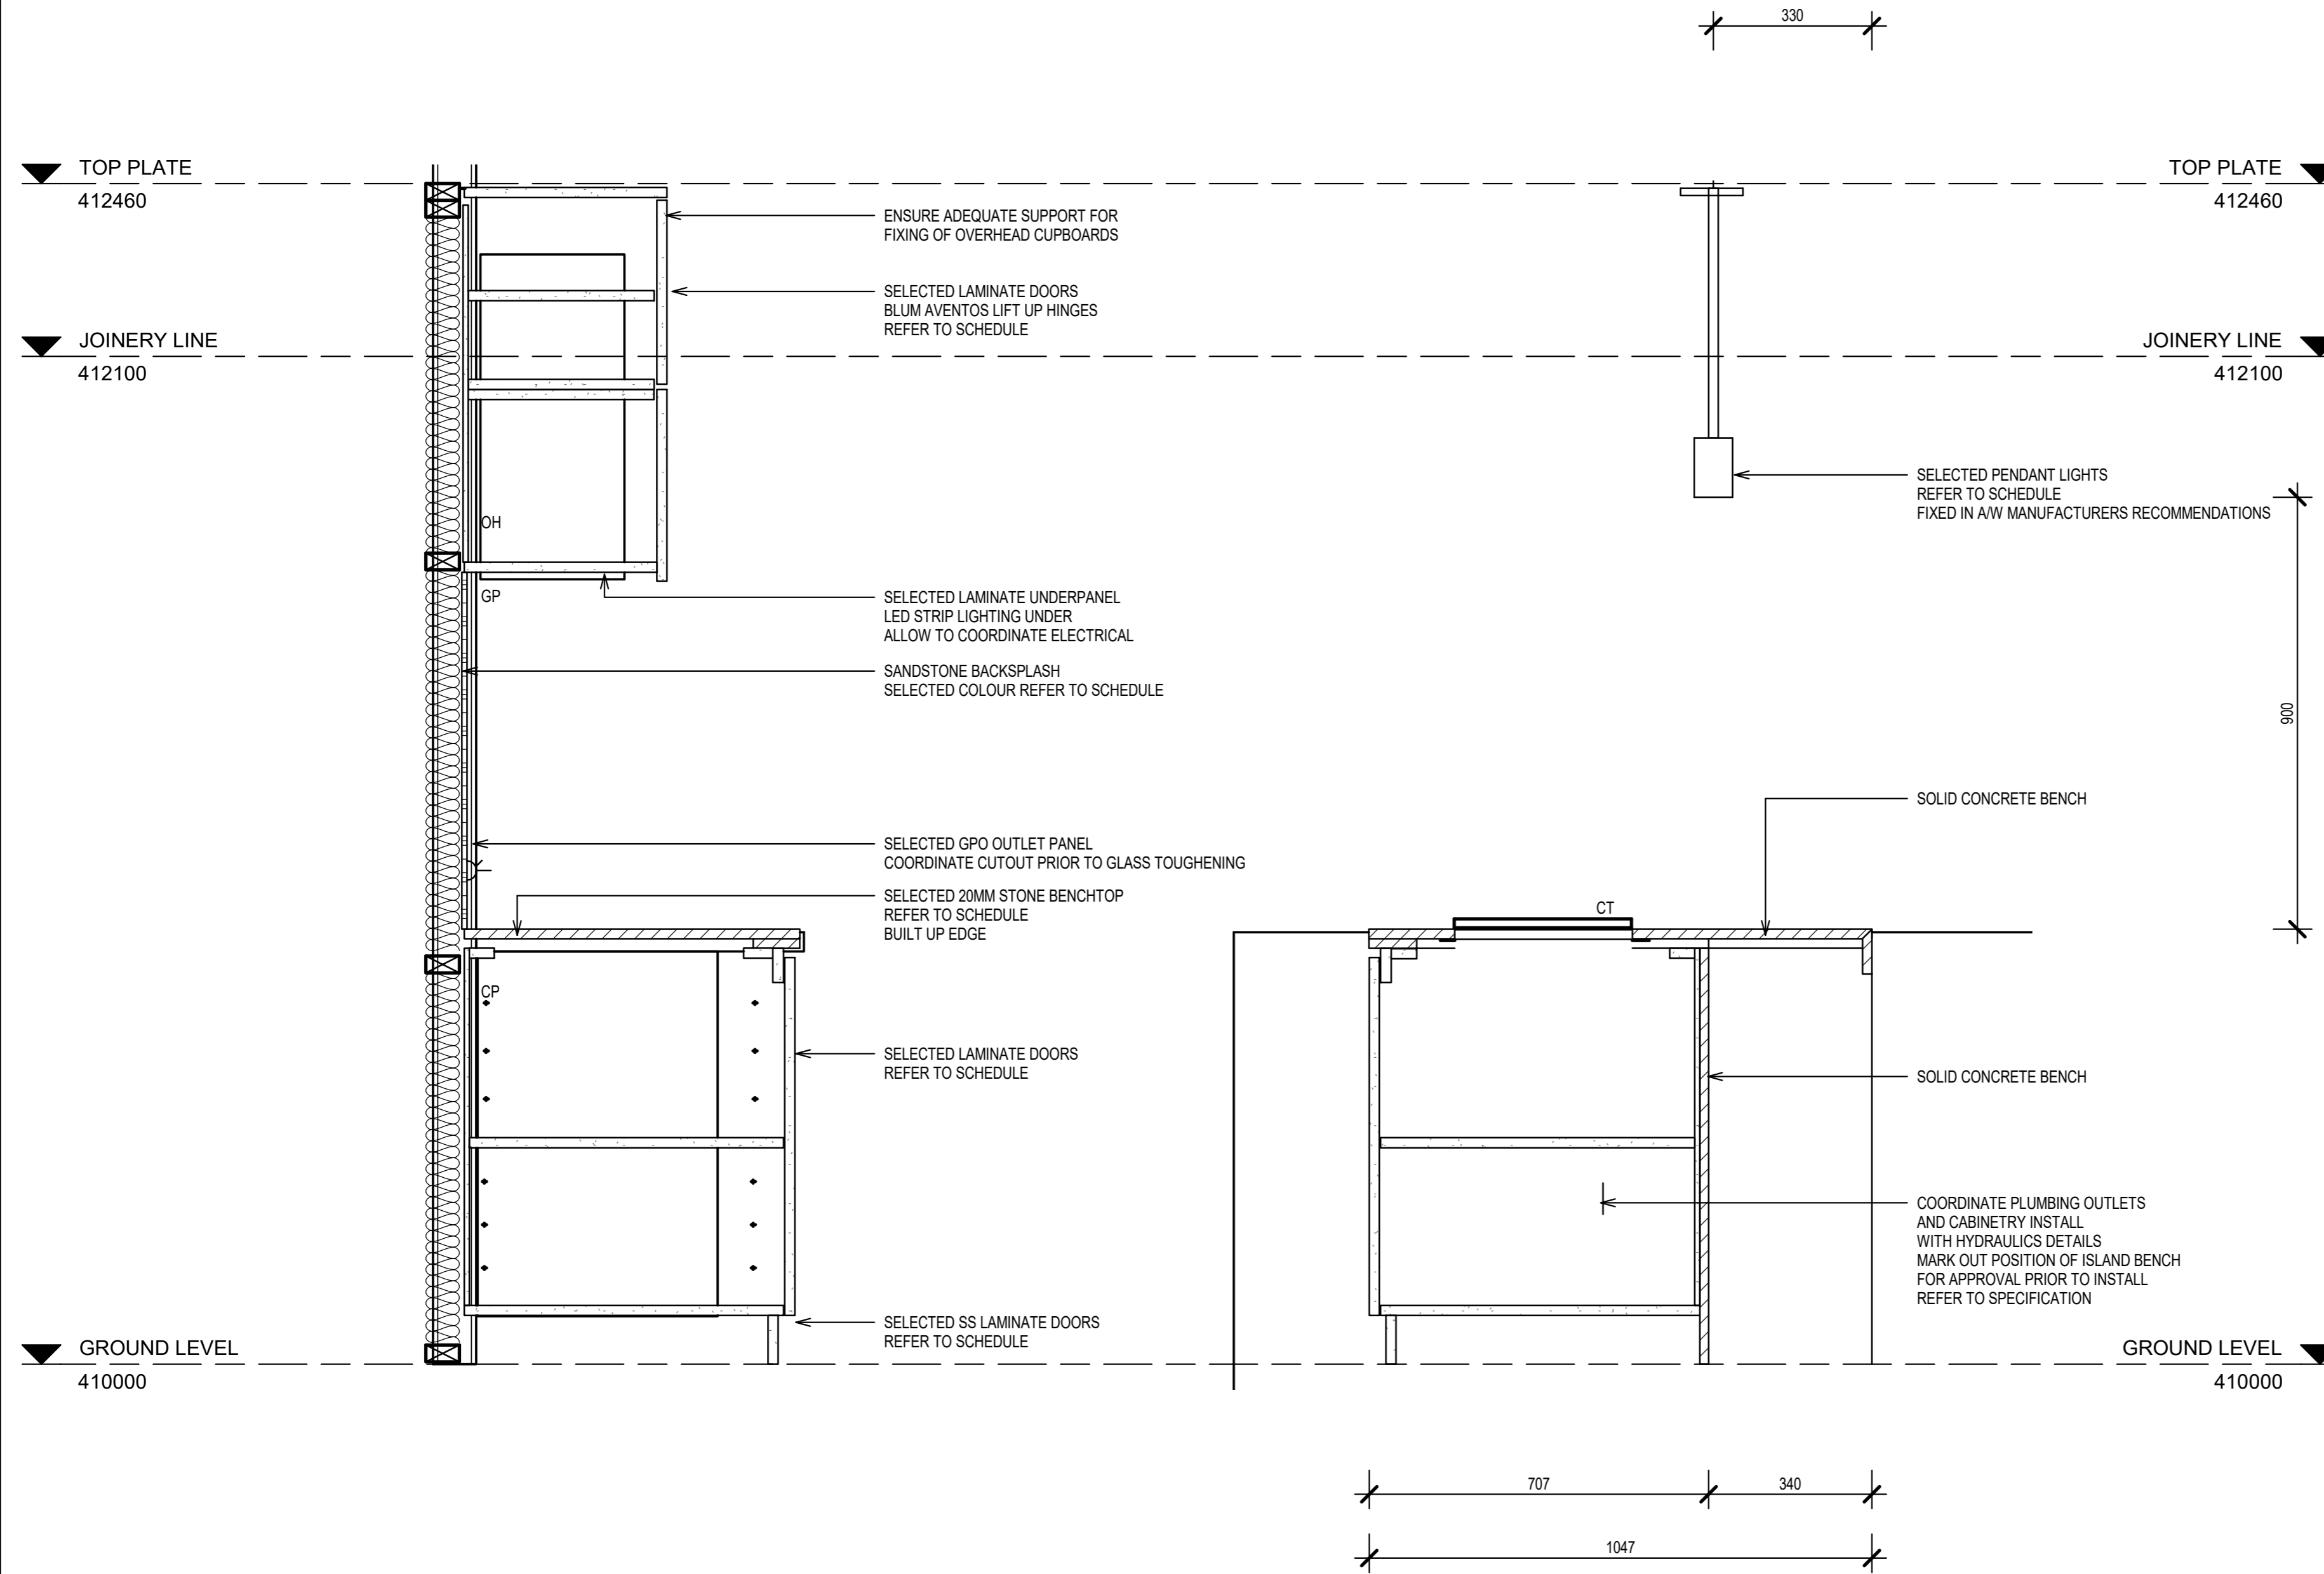 330
TOP PLATE
412460
TOP PLATE
412460
ENSURE ADEQUATE SUPPORT FOR
FIXING OF OVERHEAD CUPBOARDS
SELECTED LAMINATE DOORS
BLUM AVENTOS LIFT UP HINGES
REFER TO SCHEDULE
JOINERY LINE
412100
JOINERY LINE
412100
SELECTED PENDANT LIGHTS
REFER TO SCHEDULE
FIXED IN A/W MANUFACTURERS RECOMMENDATIONS
OH
GP
SELECTED LAMINATE UNDERPANEL
LED STRIP LIGHTING UNDER
ALLOW TO COORDINATE ELECTRICAL
SANDSTONE BACKSPLASH
SELECTED COLOUR REFER TO SCHEDULE
900
SOLID CONCRETE BENCH
SELECTED GPO OUTLET PANEL
COORDINATE CUTOUT PRIOR TO GLASS TOUGHENING
SELECTED 20MM STONE BENCHTOP
REFER TO SCHEDULE
BUILT UP EDGE
CT
CP
SELECTED LAMINATE DOORS
REFER TO SCHEDULE
SOLID CONCRETE BENCH
COORDINATE PLUMBING OUTLETS
AND CABINETRY INSTALL
WITH HYDRAULICS DETAILS
MARK OUT POSITION OF ISLAND BENCH
FOR APPROVAL PRIOR TO INSTALL
REFER TO SPECIFICATION
SELECTED SS LAMINATE DOORS
REFER TO SCHEDULE
GROUND LEVEL
410000
GROUND LEVEL
410000
707
340
1047